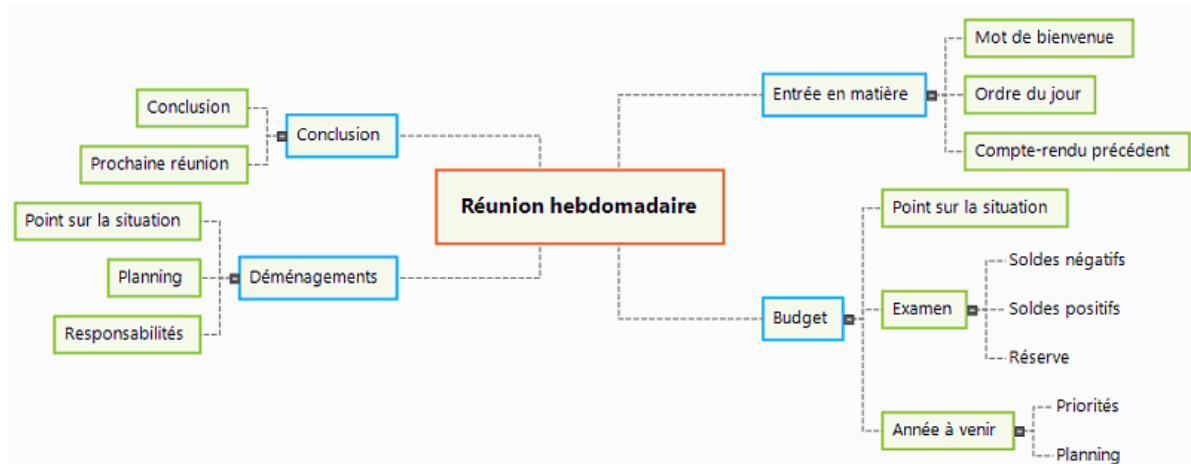 Réunion hebdomadaire
Entrée en matière
Mot de bienvenue
Ordre du jour
Compte-rendu précédent
Budget
Point sur la situation
Examen
Soldes négatifs
Soldes positifs
Réserve
Année à venir
Priorités
Planning
Déménagements
Point sur la situation
Planning
Responsabilités
Conclusion
Conclusion
Prochaine réunion